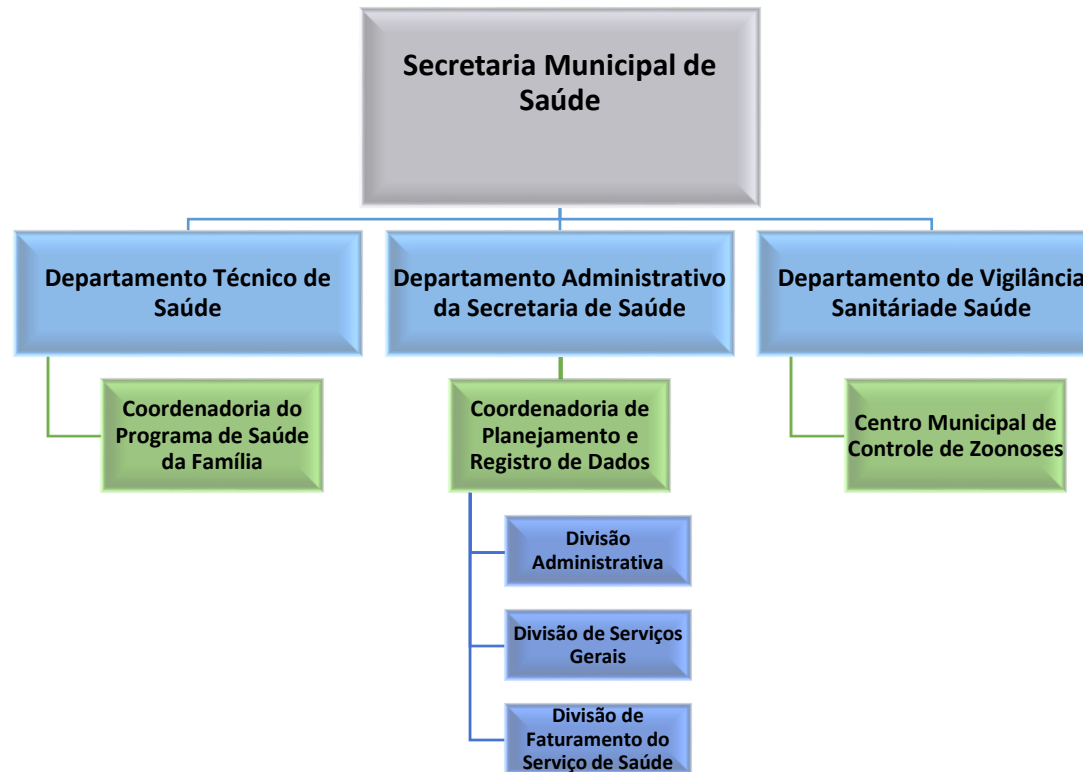 Secretaria Municipal de
Saúde
Departamento Técnico de
Saúde
Departamento Administrativo
da Secretaria de Saúde
Departamento de Vigilância
Sanitáriade Saúde
Coordenadoria do
Programa de Saúde
da Família
Coordenadoria de
Planejamento e
Registro de Dados
Centro Municipal de
Controle de Zoonoses
Divisão
Administrativa
Divisão de Serviços
Gerais
Divisão de
Faturamento do
Serviço de Saúde